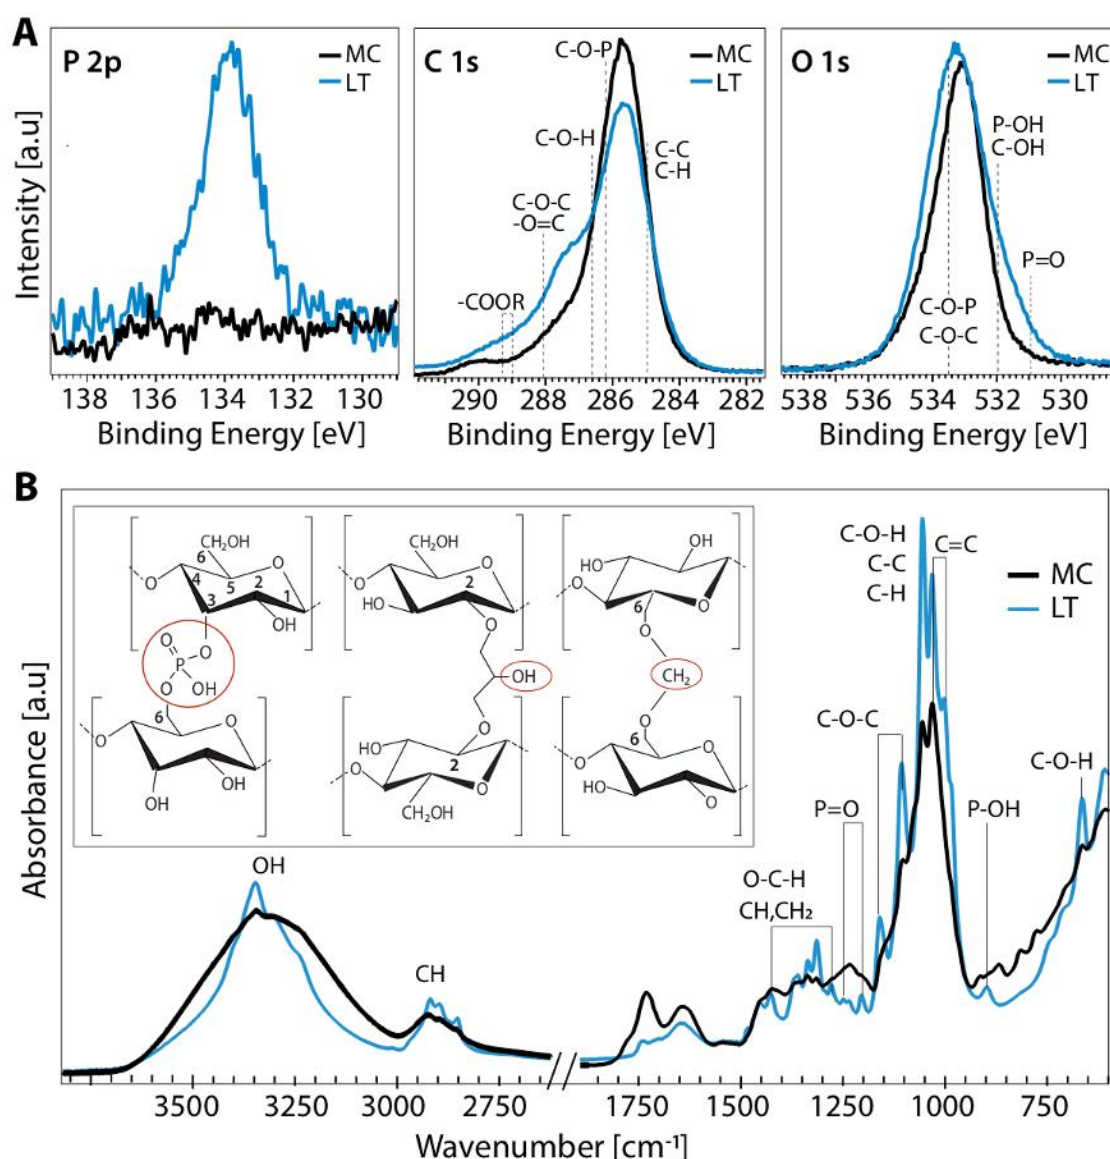 A
P 2p
MC
LT
Intensity [a.u]
138 136 134 132 130
Binding Energy [eV]
C 1s
MC
LT
C-O-P
C-O-H
C-C
C-H
C-O-C
-O=C
-COOR
290 288 286 284 282
Binding Energy [eV]
O 1s
MC
LT
P-OH
C-OH
P=O
C-O-P
C-O-C
538 536 534 532 530
Binding Energy [eV]
B
Absorbance [a.u]
CH₂OH
6
O
O
4
5
2
1
3
OH
O
O
P
OH
O
6
O
O
OH
OH
CH₂OH
O
2
O
HO
O
OH
O
HO
2
O
O
CH₂OH
OH
HO
O
O
6
O
CH₂
O
6
O
O
HO
O
OH
CH
O-C-H
CH,CH₂
P=O
C-O-C
C-O-H
C-C
C-H
C=C
P-OH
C-O-H
MC
LT
3500 3250 3000 2750 1750 1500 1250 1000 750
Wavenumber [cm⁻¹]